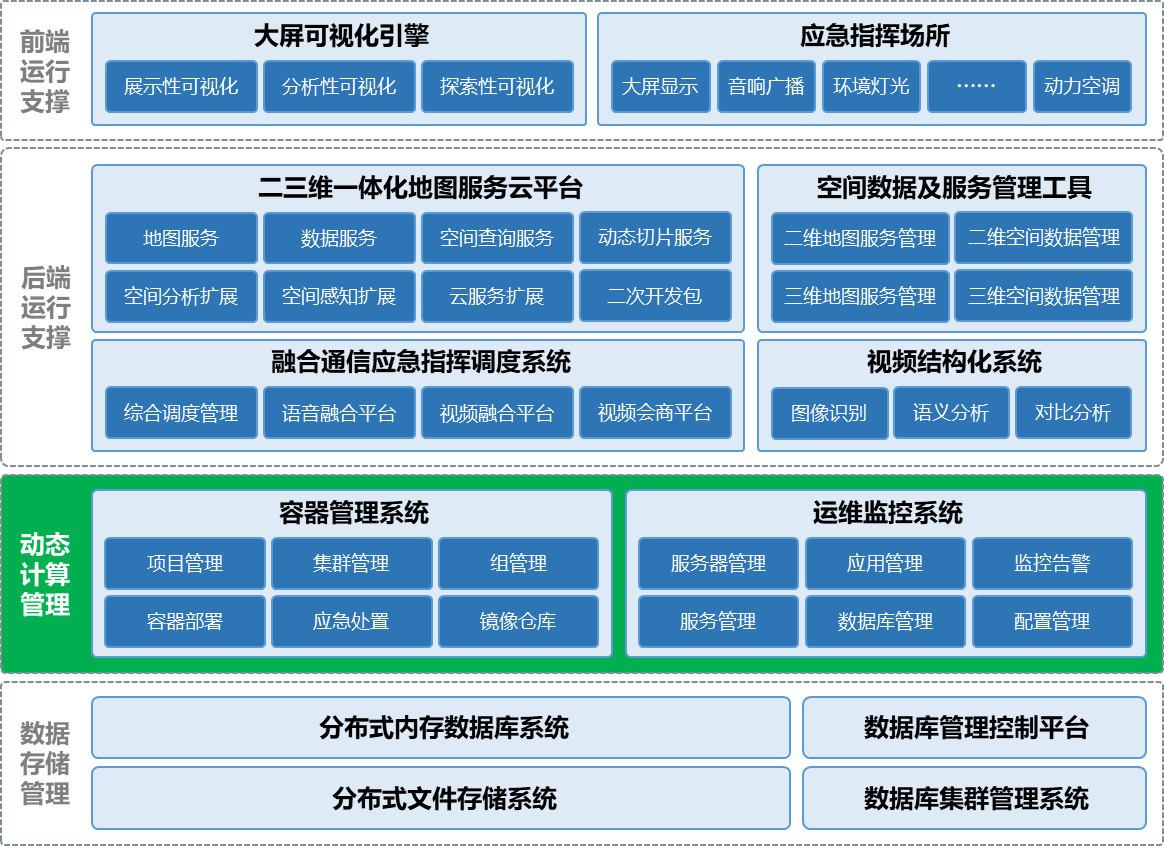 前端
运行
支撑
大屏可视化引擎
展示性可视化
分析性可视化
探索性可视化
应急指挥场所
大屏显示
音响广播
环境灯光
……
动力空调
后端
运行
支撑
二三维一体化地图服务云平台
地图服务
数据服务
空间查询服务
动态切片服务
空间分析扩展
空间感知扩展
云服务扩展
二次开发包
空间数据及服务管理工具
二维地图服务管理
二维空间数据管理
三维地图服务管理
三维空间数据管理
融合通信应急指挥调度系统
综合调度管理
语音融合平台
视频融合平台
视频会商平台
视频结构化系统
图像识别
语义分析
对比分析
动态
计算
管理
容器管理系统
项目管理
集群管理
组管理
容器部署
应急处置
镜像仓库
运维监控系统
服务器管理
应用管理
监控告警
服务管理
数据库管理
配置管理
数据
存储
管理
分布式内存数据库系统
数据库管理控制平台
分布式文件存储系统
数据库集群管理系统